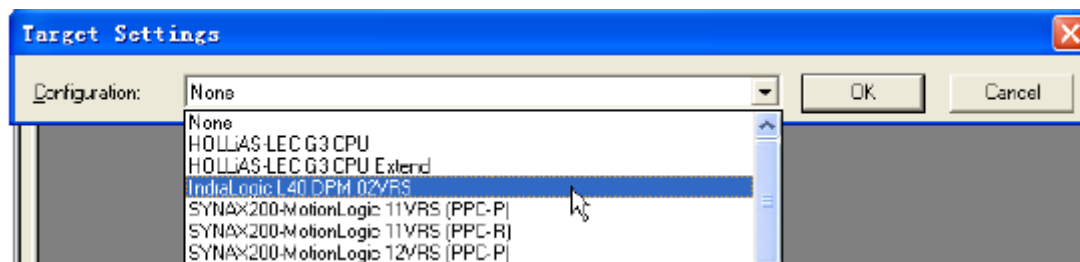 Target Settings
Configuration: None OK Cancel
None
HOLLiAS-LEC G3 CPU
HOLLiAS-LEC G3 CPU Extend
IndraLogic L40 DPM 02VRS
SYNAX200-MotionLogic 11VRS (PPC-P)
SYNAX200-MotionLogic 11VRS (PPC-R)
SYNAX200-MotionLogic 12VRS (PPC-P)